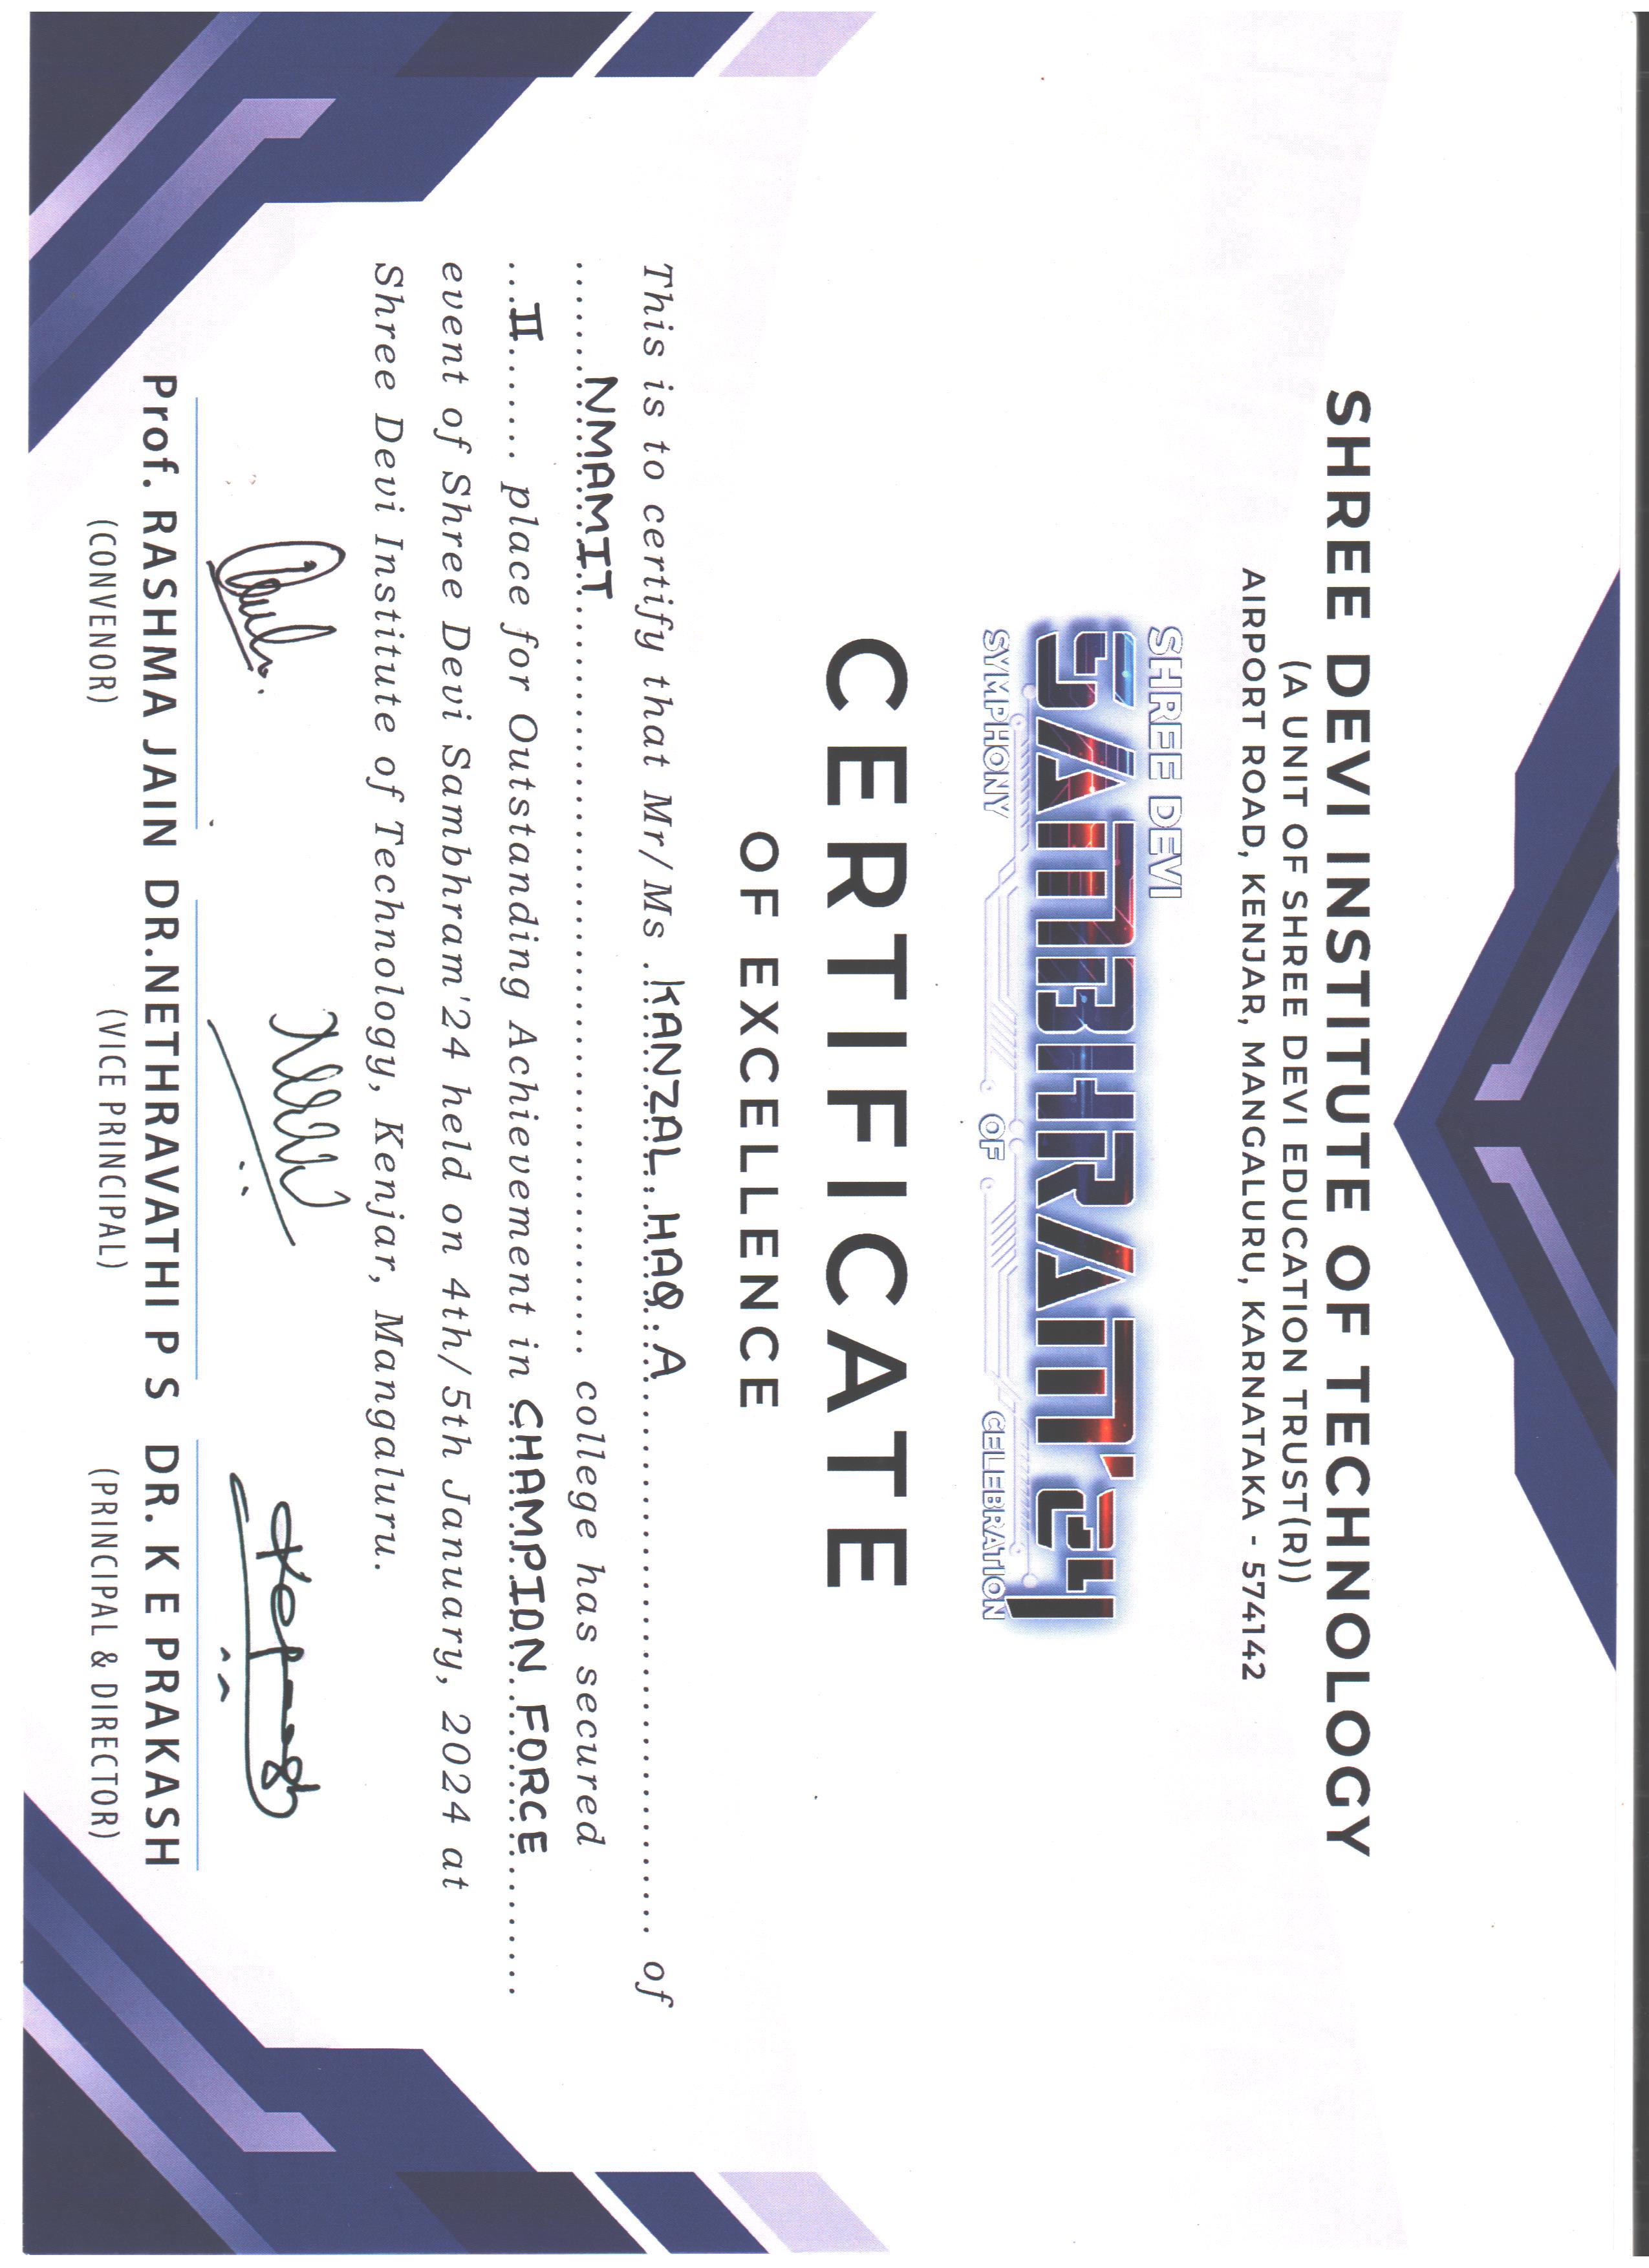 SHREE DEVI INSTITUTE OF TECHNOLOGY
(A UNIT OF SHREE DEVI EDUCATION TRUST(R))
AIRPORT ROAD, KENJAR, MANGALURU, KARNATAKA - 574142
SHREE DEVI
SAMBHRAM'24
SYMPHONY OF CELEBRATION
CERTIFICATE
OF EXCELLENCE
This is to certify that Mr/Ms KANZAL HAQ A of
NMAMIT college has secured
II place for Outstanding Achievement in CHAMPION FORCE
event of Shree Devi Sambhram'24 held on 4th/5th January, 2024 at
Shree Devi Institute of Technology, Kenjar, Mangaluru.
Prof. RASHMA JAIN DR.NETHRAVATHI P S DR. K E PRAKASH
(CONVENOR) (VICE PRINCIPAL) (PRINCIPAL & DIRECTOR)